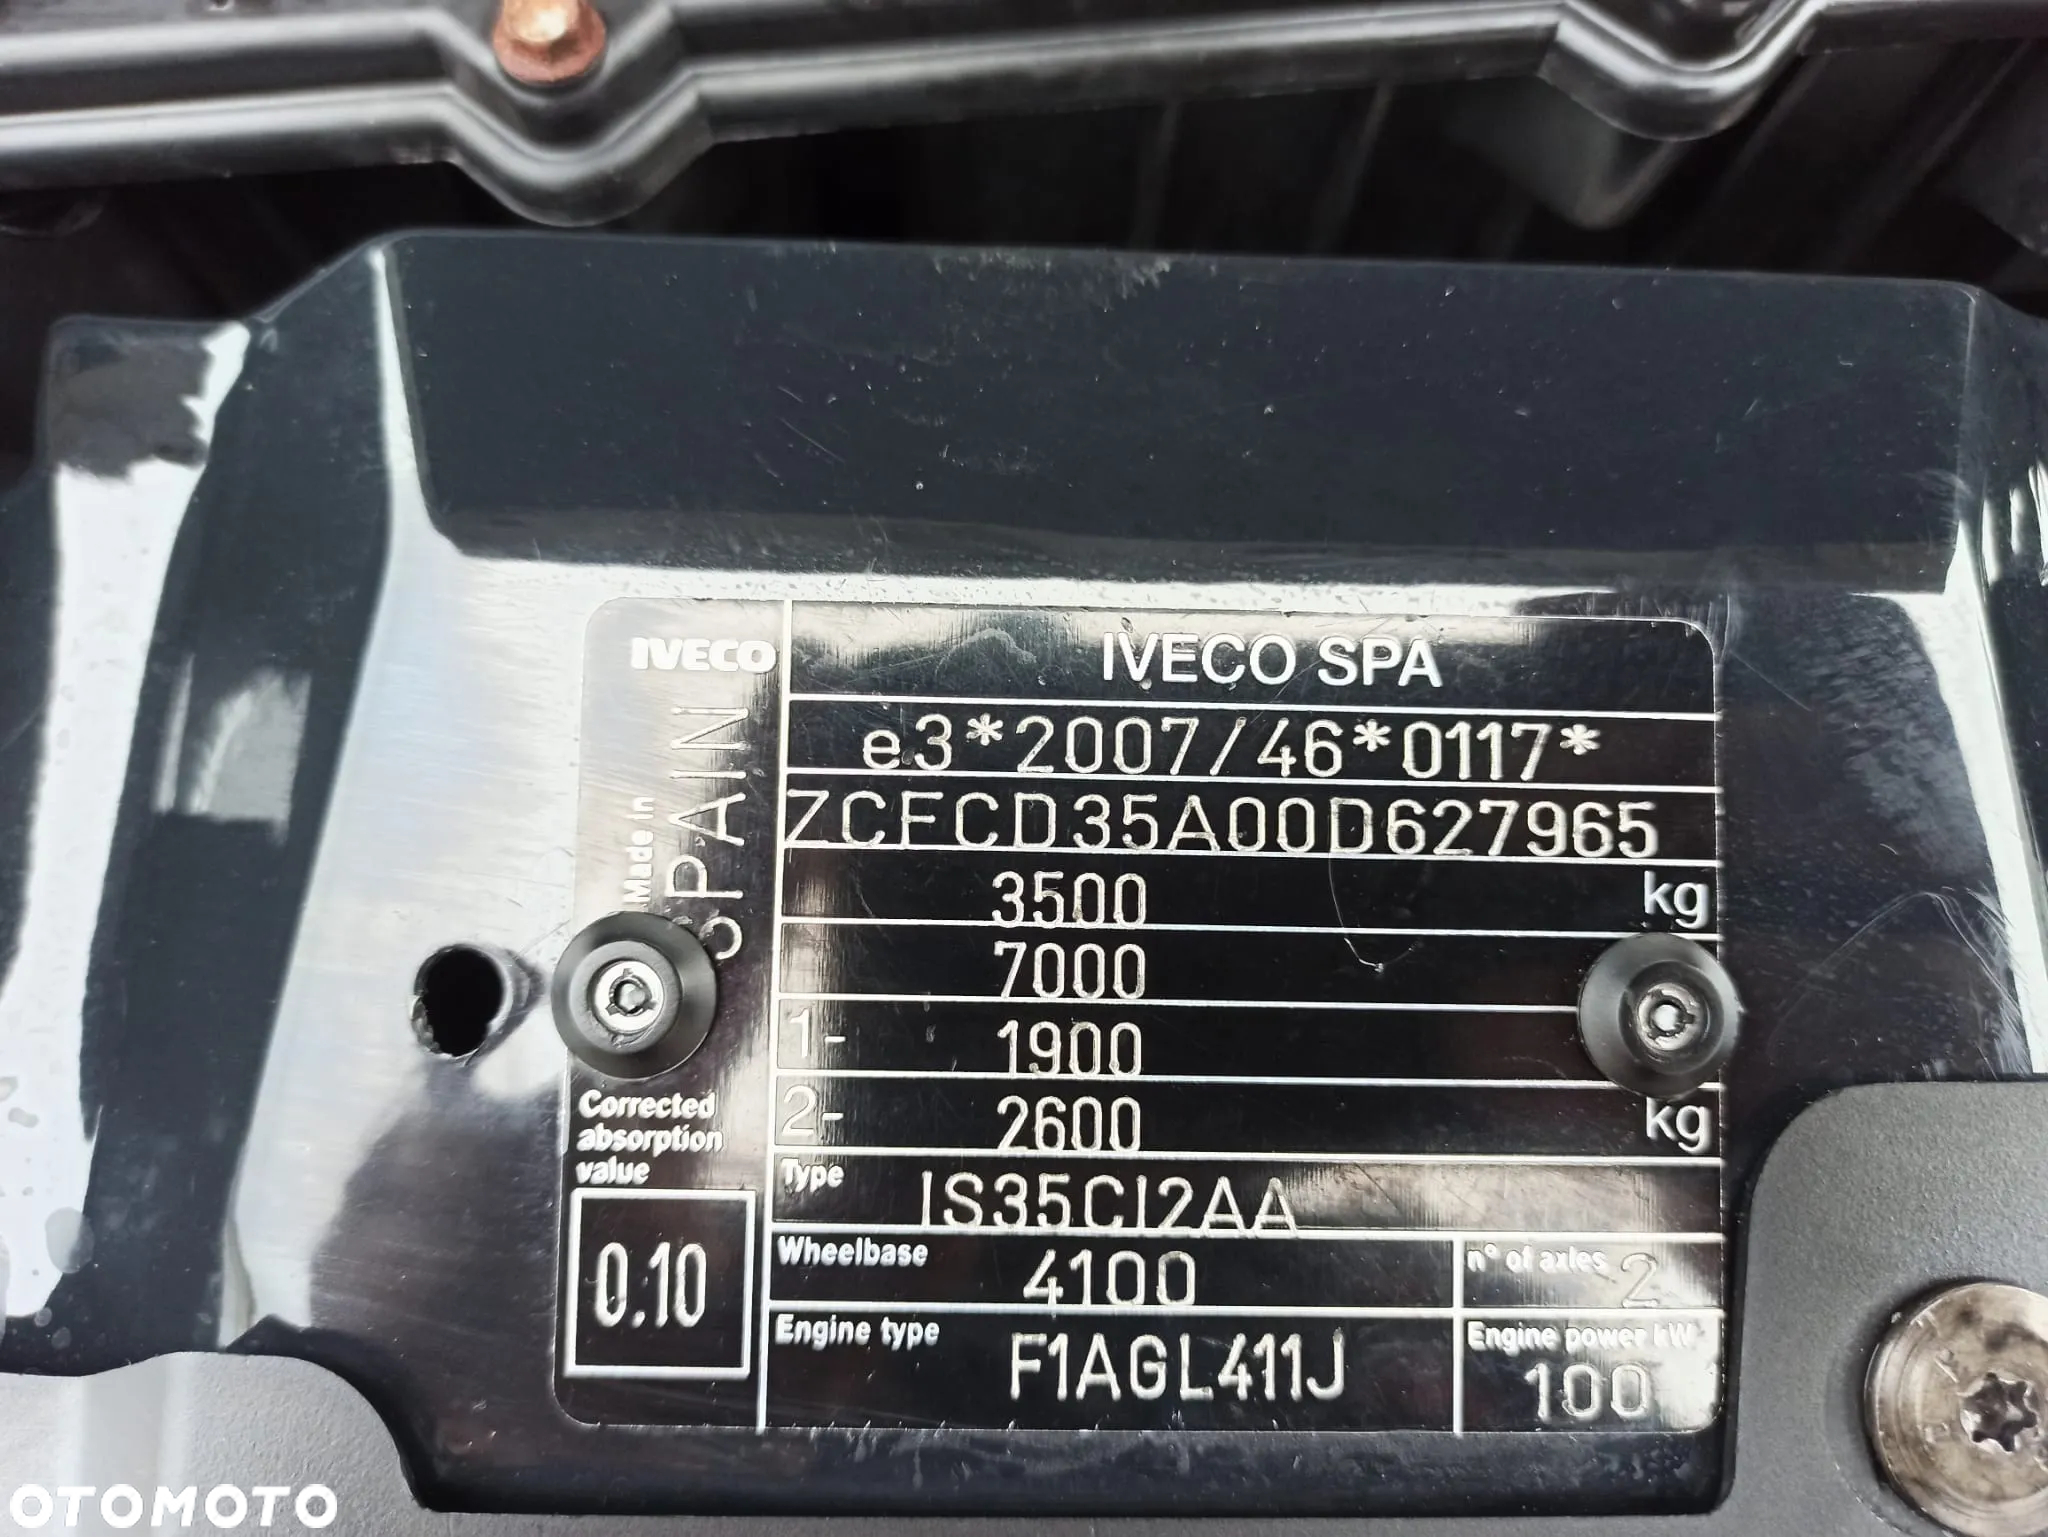 IVECO
IVECO SPA
e3*2007/46*0117*
ZCFCD35A00D627965
Made in
SPAIN
3500 kg
7000
1- 1900
2- 2600 kg
Corrected
absorption
value
0.10
Type IS35CI2AA
Wheelbase 4100
n° of axles 2
Engine type F1AGL411J
Engine power kW
100
OTOMOTO